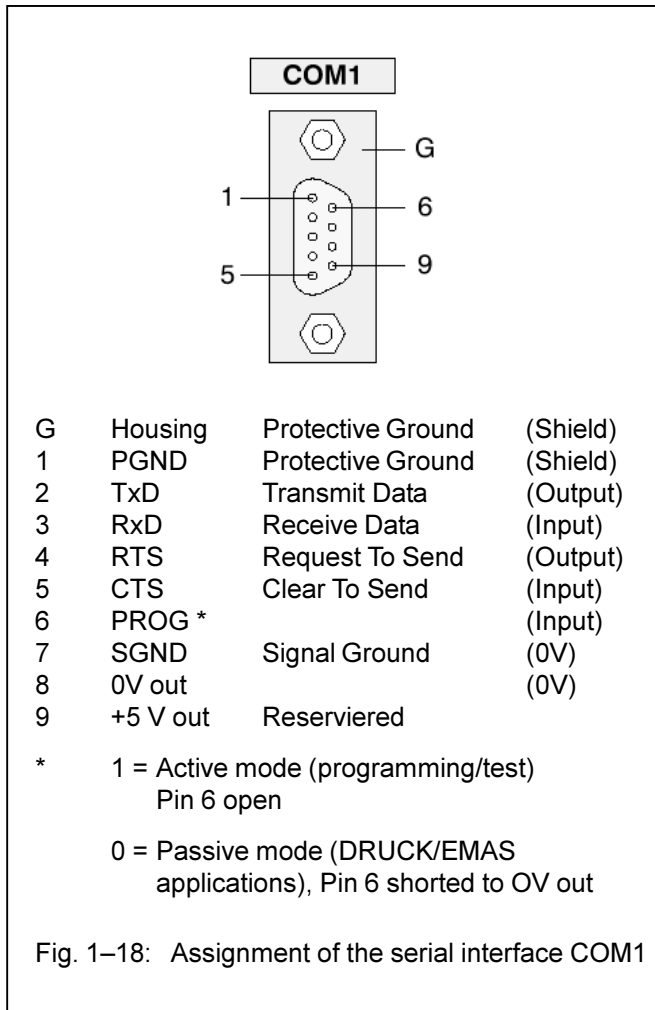 COM1
G
1
6
9
5
G Housing Protective Ground (Shield)
1 PGND Protective Ground (Shield)
2 TxD Transmit Data (Output)
3 RxD Receive Data (Input)
4 RTS Request To Send (Output)
5 CTS Clear To Send (Input)
6 PROG * (Input)
7 SGND Signal Ground (0V)
8 0V out (0V)
9 +5 V out Reserviered
* 1 = Active mode (programming/test)
Pin 6 open
0 = Passive mode (DRUCK/EMAS
applications), Pin 6 shorted to OV out
Fig. 1–18: Assignment of the serial interface COM1